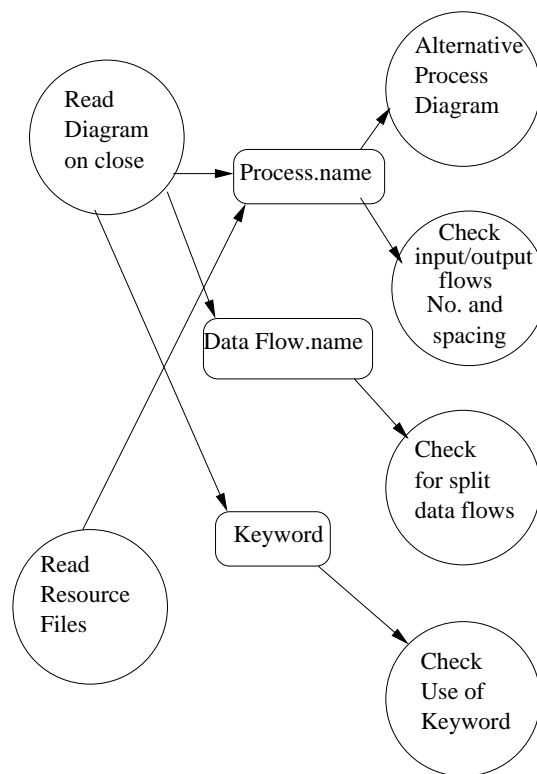 Alternative
Process
Diagram
Read
Diagram
on close
Process.name
Check
input/output
flows
No. and
spacing
Data Flow.name
Check
for split
data flows
Keyword
Read
Resource
Files
Check
Use of
Keyword